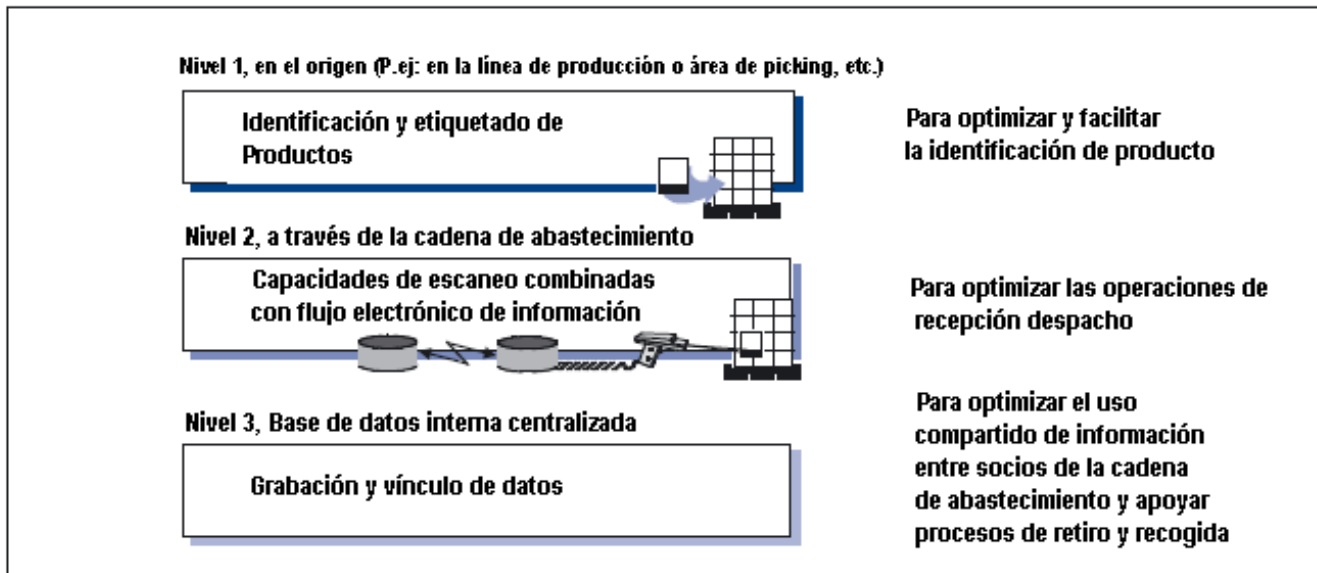 Nivel 1, en el origen (P.ej: en la línea de producción o área de picking, etc.)
Identificación y etiquetado de
Productos
Para optimizar y facilitar
la identificación de producto
Nivel 2, a través de la cadena de abastecimiento
Capacidades de escaneo combinadas
con flujo electrónico de información
Para optimizar las operaciones de
recepción despacho
Nivel 3, Base de datos interna centralizada
Grabación y vínculo de datos
Para optimizar el uso
compartido de información
entre socios de la cadena
de abastecimiento y apoyar
procesos de retiro y recogida